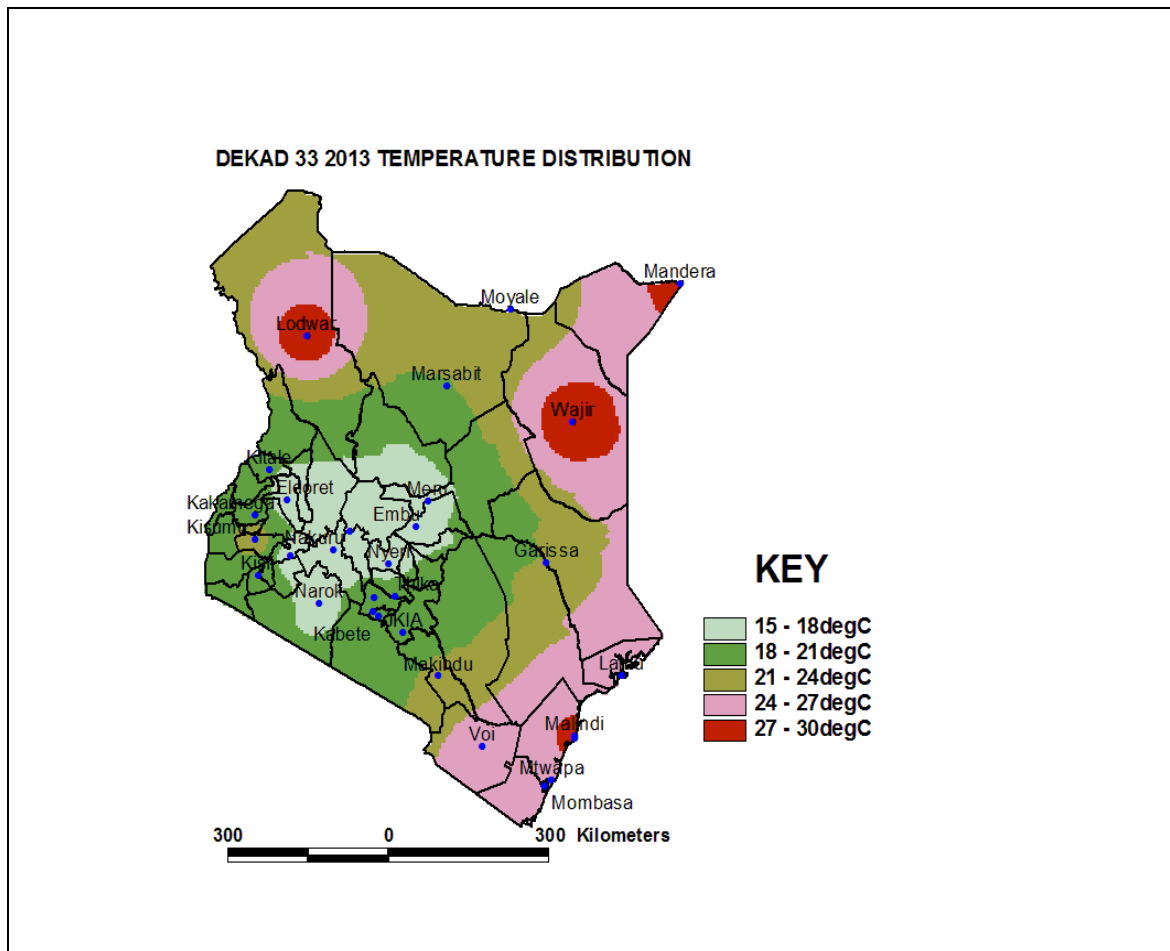 DEKAD 33 2013 TEMPERATURE DISTRIBUTION
Mandera
Moyale
Lodwar
Marsabit
Wajir
Kitale
Eldoret
Meru
Kakamega
Embu
Kisumu
Nakuru
Nyeri
Garissa
Kisii
Narok
Thika
Kabete
JKIA
Makindu
Lamu
Malindi
Voi
Mtwapa
Mombasa
KEY
15 - 18degC
18 - 21degC
21 - 24degC
24 - 27degC
27 - 30degC
300 0 300 Kilometers